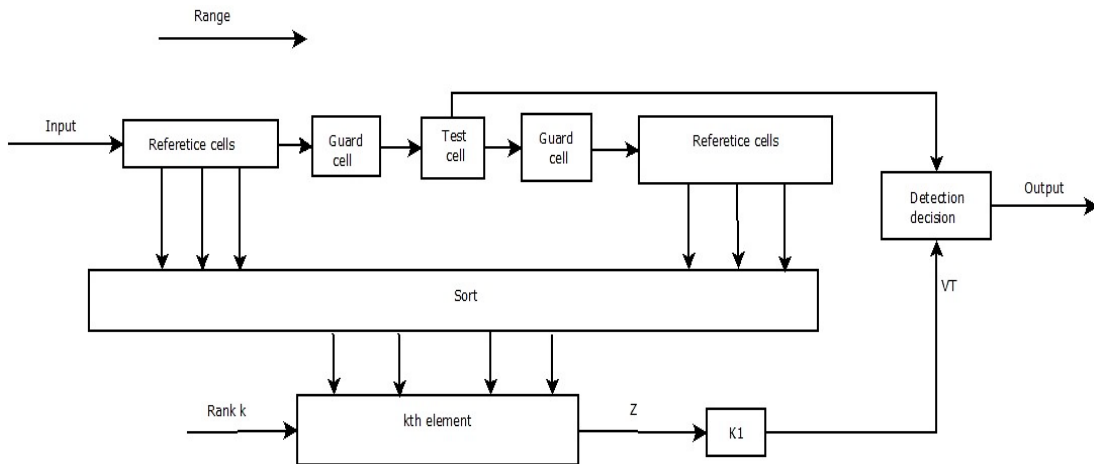 Range
Input
Referetice cells
Guard
cell
Test
cell
Guard
cell
Referetice cells
Detection
decision
Output
Sort
VT
Rank k
kth element
Z
K1